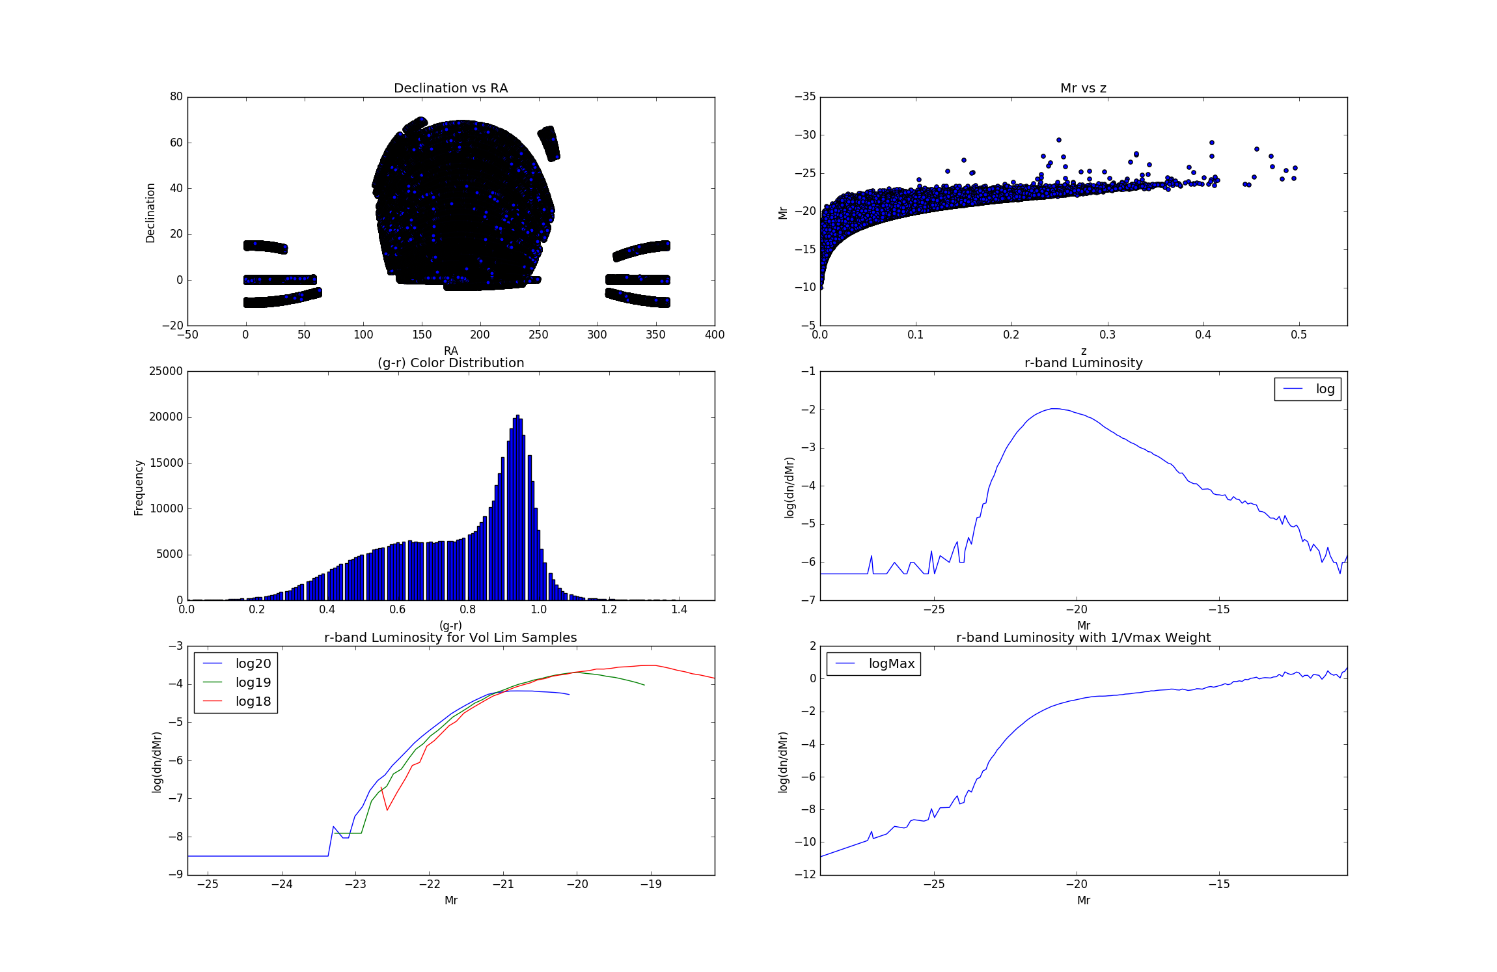 Declination vs RA
80
60
40
20
0
−20
Declination
−50 0 50 100 150 200 250 300 350 400
RA
Mr vs z
−35
−30
−25
−20
−15
−10
−5
Mr
0.0 0.1 0.2 0.3 0.4 0.5
z
(g-r) Color Distribution
25000
20000
15000
10000
5000
0
Frequency
0.0 0.2 0.4 0.6 0.8 1.0 1.2 1.4
(g-r)
r-band Luminosity
log
−1
−2
−3
−4
−5
−6
−7
log(dn/dMr)
−25 −20 −15
Mr
r-band Luminosity for Vol Lim Samples
log20
log19
log18
−3
−4
−5
−6
−7
−8
−9
log(dn/dMr)
−25 −24 −23 −22 −21 −20 −19
Mr
r-band Luminosity with 1/Vmax Weight
logMax
2
0
−2
−4
−6
−8
−10
−12
log(dn/dMr)
−25 −20 −15
Mr